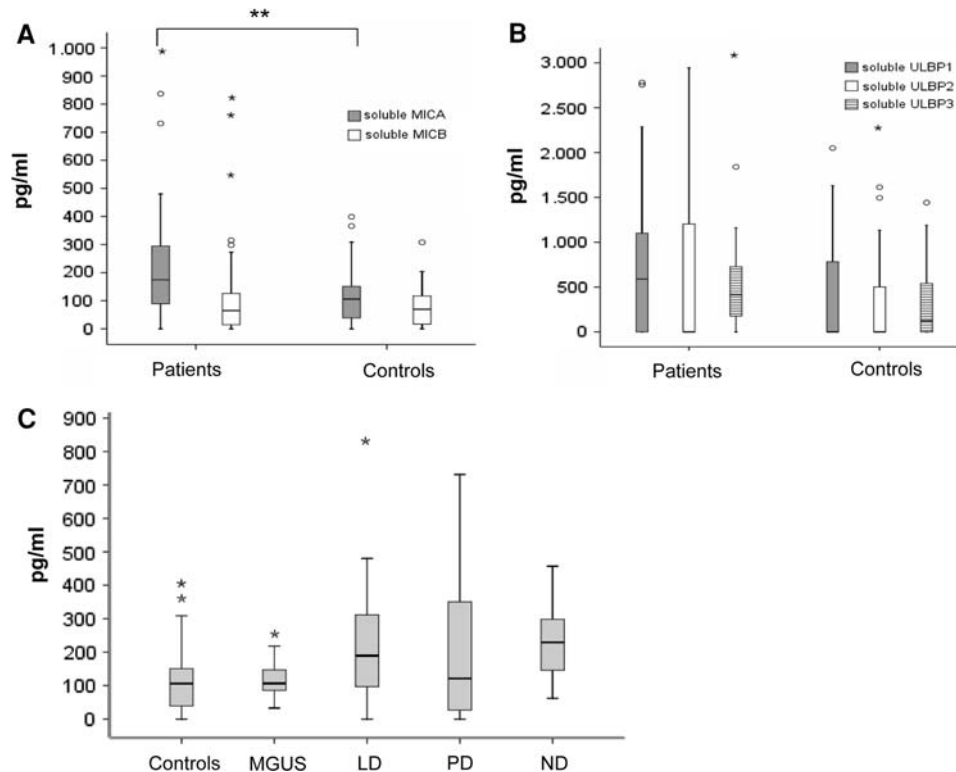 A
**
1.000
900
800
700
600
500
400
300
200
100
0
pg/ml
soluble MICA
soluble MICB
Patients Controls
B
3.000
2.500
2.000
1.500
1.000
500
0
pg/ml
soluble ULBP1
soluble ULBP2
soluble ULBP3
Patients Controls
C
900
800
700
600
500
400
300
200
100
0
pg/ml
Controls MGUS LD PD ND